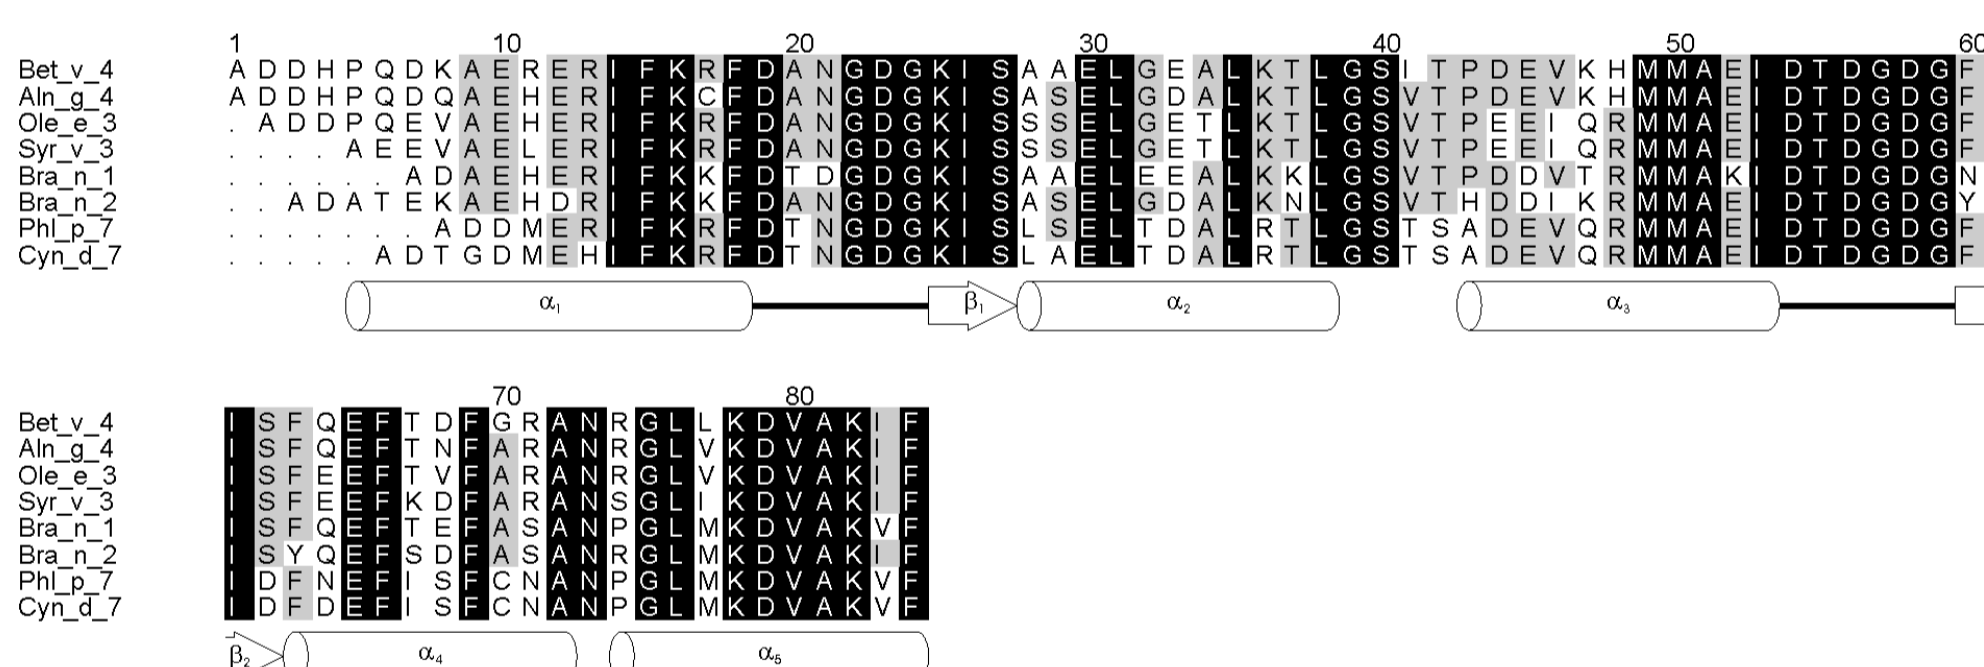 1 10 20 30 40 50 60
Bet_v_4 A D D H P Q D K A E R E R I F K R F D A N G D G K I S A A E L G E A L K T L G S I T P D E V K H M M A E I D T D G D G F
Aln_g_4 A D D H P Q D Q A E H E R I F K C F D A N G D G K I S A S E L G D A L K T L G S V T P D E V K H M M A E I D T D G D G F
Ole_e_3 . A D D P Q E V A E H E R I F K R F D A N G D G K I S S S E L G E T L K T L G S V T P E E I Q R M M A E I D T D G D G F
Syr_v_3 . . . . A E E V A E L E R I F K R F D A N G D G K I S S S E L G E T L K T L G S V T P E E I Q R M M A E I D T D G D G F
Bra_n_1 . . . . . . A D A E H E R I F K K F D T D G D G K I S A A E L E E A L K K L G S V T P D D V T R M M A K I D T D G D G N
Bra_n_2 . . A D A T E K A E H D R I F K K F D A N G D G K I S A S E L G D A L K N L G S V T H D D I K R M M A E I D T D G D G Y
Phl_p_7 . . . . . . . A D D M E R I F K R F D T N G D G K I S L S E L T D A L R T L G S T S A D E V Q R M M A E I D T D G D G F
Cyn_d_7 . . . . . A D T G D M E H I F K R F D T N G D G K I S L A E L T D A L R T L G S T S A D E V Q R M M A E I D T D G D G F
α1 β1 α2 α3
70 80
Bet_v_4 I S F Q E F T D F G R A N R G L L K D V A K I F
Aln_g_4 I S F Q E F T N F A R A N R G L V K D V A K I F
Ole_e_3 I S F E E F T V F A R A N R G L V K D V A K I F
Syr_v_3 I S F E E F K D F A R A N S G L I K D V A K I F
Bra_n_1 I S F Q E F T E F A S A N P G L M K D V A K V F
Bra_n_2 I S Y Q E F S D F A S A N R G L M K D V A K I F
Phl_p_7 I D F N E F I S F C N A N P G L M K D V A K V F
Cyn_d_7 I D F D E F I S F C N A N P G L M K D V A K V F
β2 α4 α5